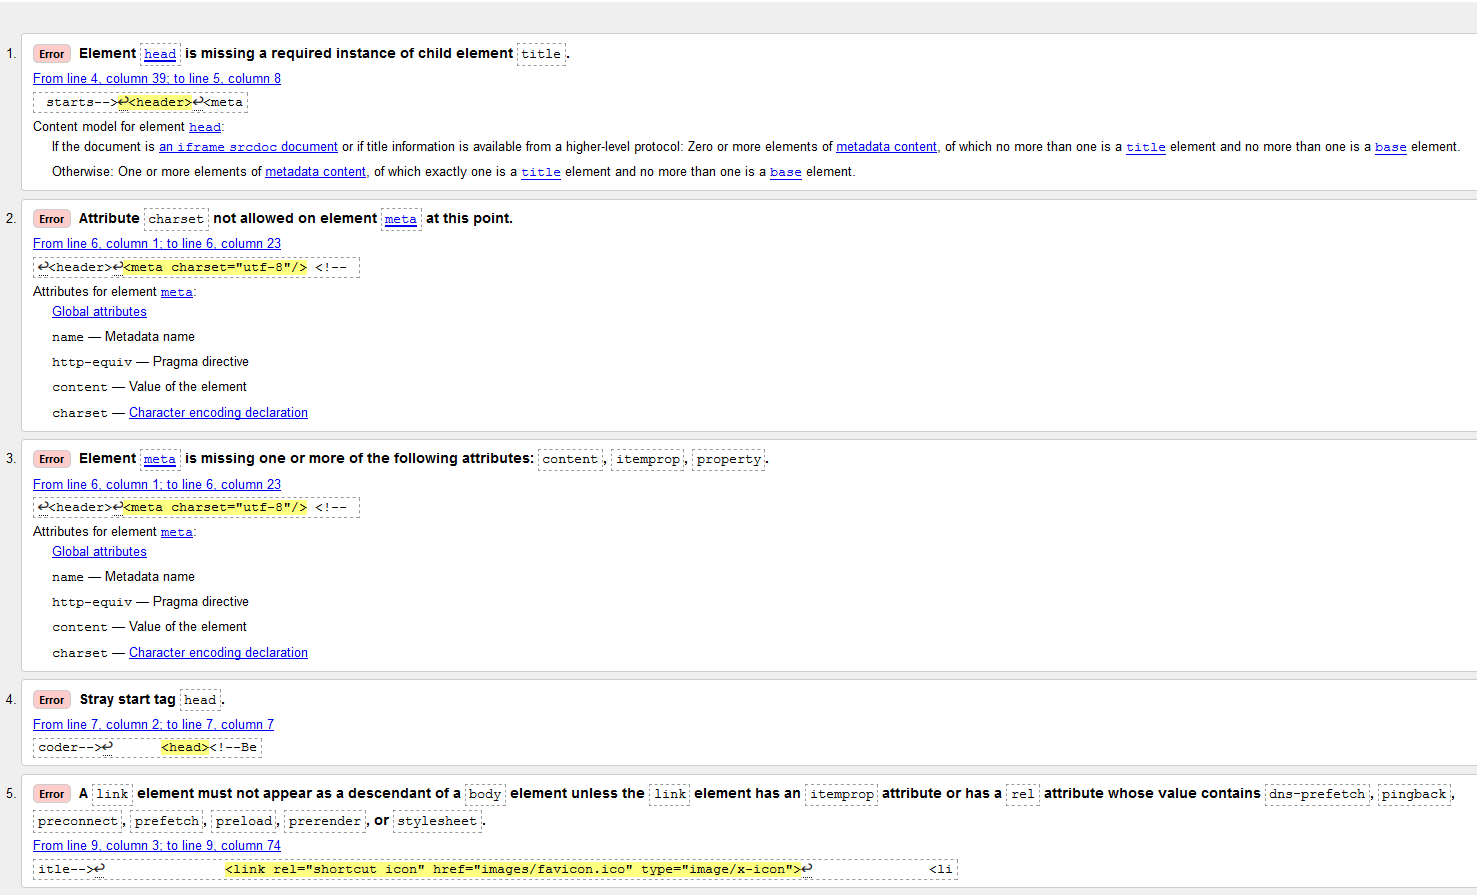 1. Error Element head is missing a required instance of child element title.
From line 4, column 39; to line 5, column 8
starts-->↩<header>↩<meta
Content model for element head:
If the document is an iframe srcdoc document or if title information is available from a higher-level protocol: Zero or more elements of metadata content, of which no more than one is a title element and no more than one is a base element.
Otherwise: One or more elements of metadata content, of which exactly one is a title element and no more than one is a base element.
2. Error Attribute charset not allowed on element meta at this point.
From line 6, column 1; to line 6, column 23
↩<header>↩<meta charset="utf-8"/> <!--
Attributes for element meta:
Global attributes
name — Metadata name
http-equiv — Pragma directive
content — Value of the element
charset — Character encoding declaration
3. Error Element meta is missing one or more of the following attributes: content, itemprop, property.
From line 6, column 1; to line 6, column 23
↩<header>↩<meta charset="utf-8"/> <!--
Attributes for element meta:
Global attributes
name — Metadata name
http-equiv — Pragma directive
content — Value of the element
charset — Character encoding declaration
4. Error Stray start tag head.
From line 7, column 2; to line 7, column 7
coder-->↩ <head><!--Be
5. Error A link element must not appear as a descendant of a body element unless the link element has an itemprop attribute or has a rel attribute whose value contains dns-prefetch, pingback,
preconnect, prefetch, preload, prerender, or stylesheet.
From line 9, column 3; to line 9, column 74
itle-->↩ <link rel="shortcut icon" href="images/favicon.ico" type="image/x-icon">↩ <li